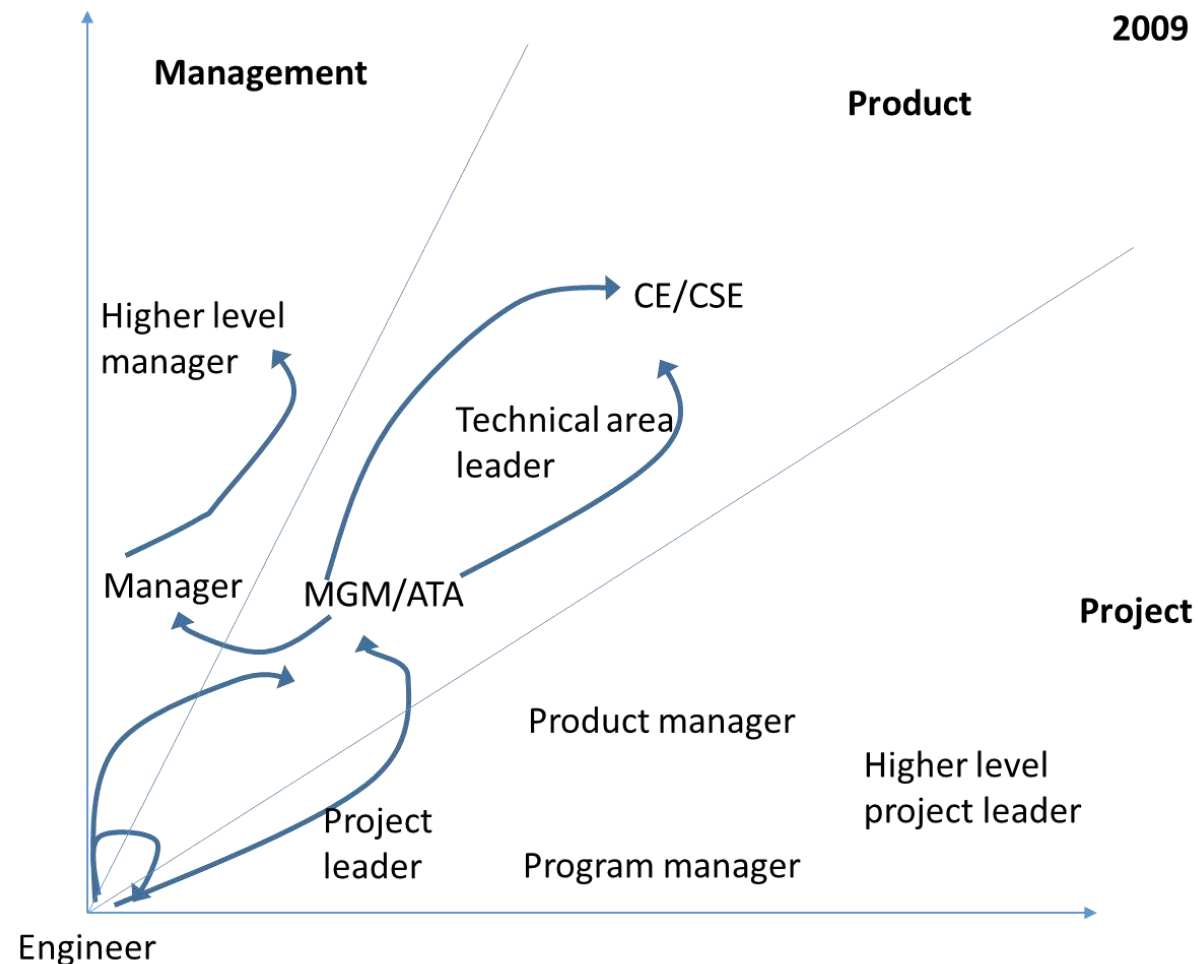 2009
Management
Product
Higher level
manager
CE/CSE
Technical area
leader
Manager
MGM/ATA
Project
Product manager
Higher level
project leader
Project
leader
Program manager
Engineer